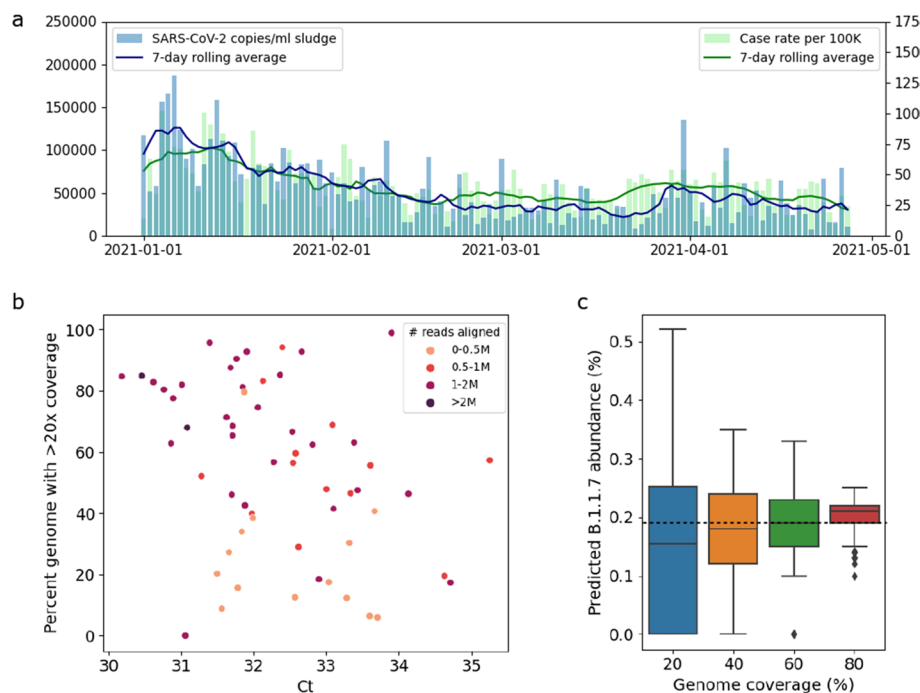 a
250000
200000
150000
100000
50000
0
SARS-CoV-2 copies/ml sludge
7-day rolling average
Case rate per 100K
7-day rolling average
175
150
125
100
75
50
25
0
2021-01-01
2021-02-01
2021-03-01
2021-04-01
2021-05-01
b
Percent genome with >20x coverage
100
80
60
40
20
0
# reads aligned
0-0.5M
0.5-1M
1-2M
>2M
30
31
32
33
34
35
Ct
c
Predicted B.1.1.7 abundance (%)
0.5
0.4
0.3
0.2
0.1
0.0
20
40
60
80
Genome coverage (%)